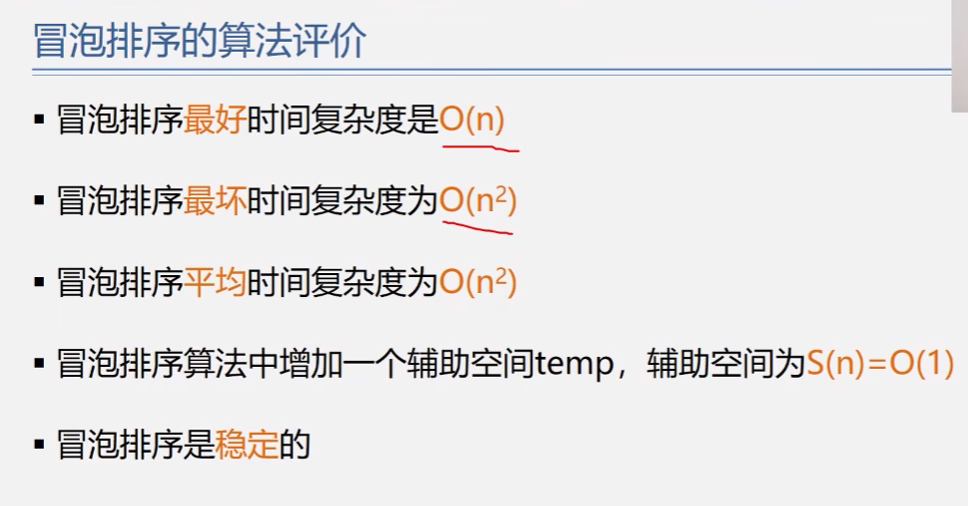 冒泡排序的算法评价
▪ 冒泡排序最好时间复杂度是O(n)
▪ 冒泡排序最坏时间复杂度为O(n²)
▪ 冒泡排序平均时间复杂度为O(n²)
▪ 冒泡排序算法中增加一个辅助空间temp，辅助空间为S(n)=O(1)
▪ 冒泡排序是稳定的